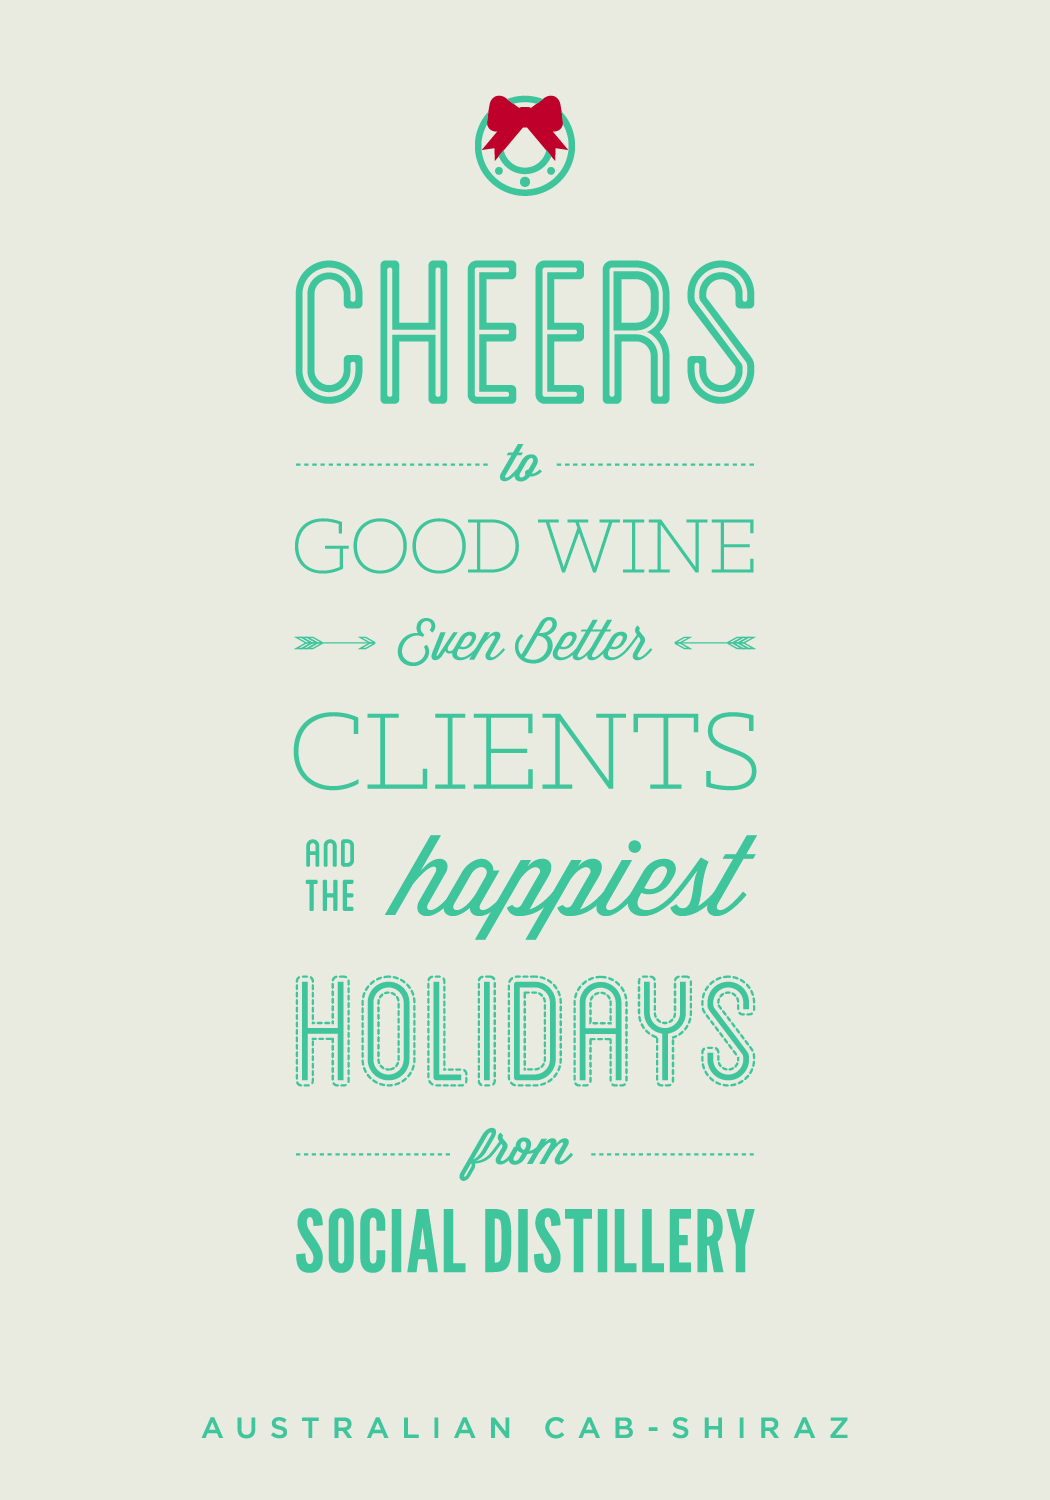 CHEERS
to
GOOD WINE
Even Better
CLIENTS
AND THE happiest
HOLIDAYS
from
SOCIAL DISTILLERY
AUSTRALIAN CAB-SHIRAZ